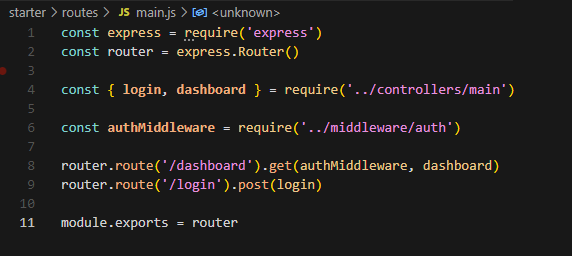 starter > routes > JS main.js > <unknown>
1 const express = require('express')
2 const router = express.Router()
3
4 const { login, dashboard } = require('../controllers/main')
5
6 const authMiddleware = require('../middleware/auth')
7
8 router.route('/dashboard').get(authMiddleware, dashboard)
9 router.route('/login').post(login)
10
11 module.exports = router